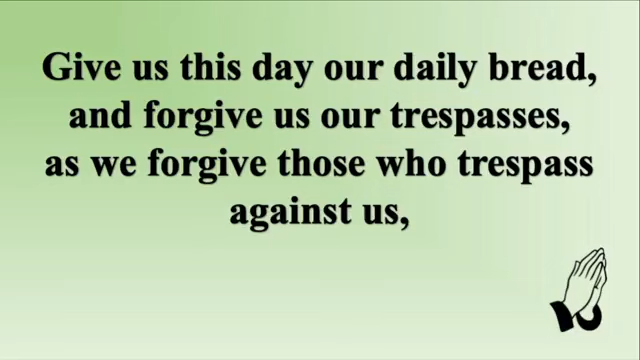 Give us this day our daily bread,
and forgive us our trespasses,
as we forgive those who trespass
against us,